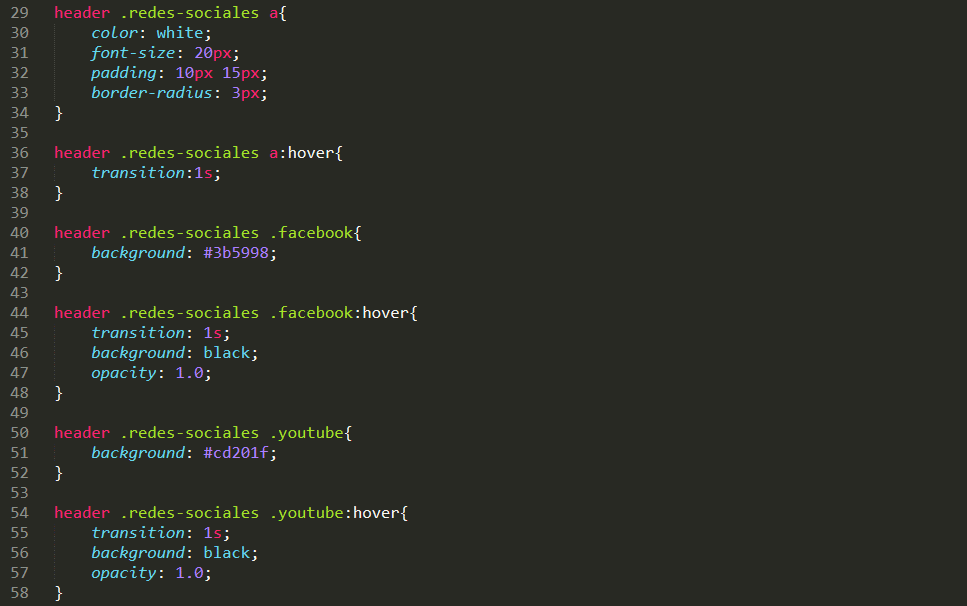 29 header .redes-sociales a{
30     color: white;
31     font-size: 20px;
32     padding: 10px 15px;
33     border-radius: 3px;
34 }
35
36 header .redes-sociales a:hover{
37     transition:1s;
38 }
39
40 header .redes-sociales .facebook{
41     background: #3b5998;
42 }
43
44 header .redes-sociales .facebook:hover{
45     transition: 1s;
46     background: black;
47     opacity: 1.0;
48 }
49
50 header .redes-sociales .youtube{
51     background: #cd201f;
52 }
53
54 header .redes-sociales .youtube:hover{
55     transition: 1s;
56     background: black;
57     opacity: 1.0;
58 }